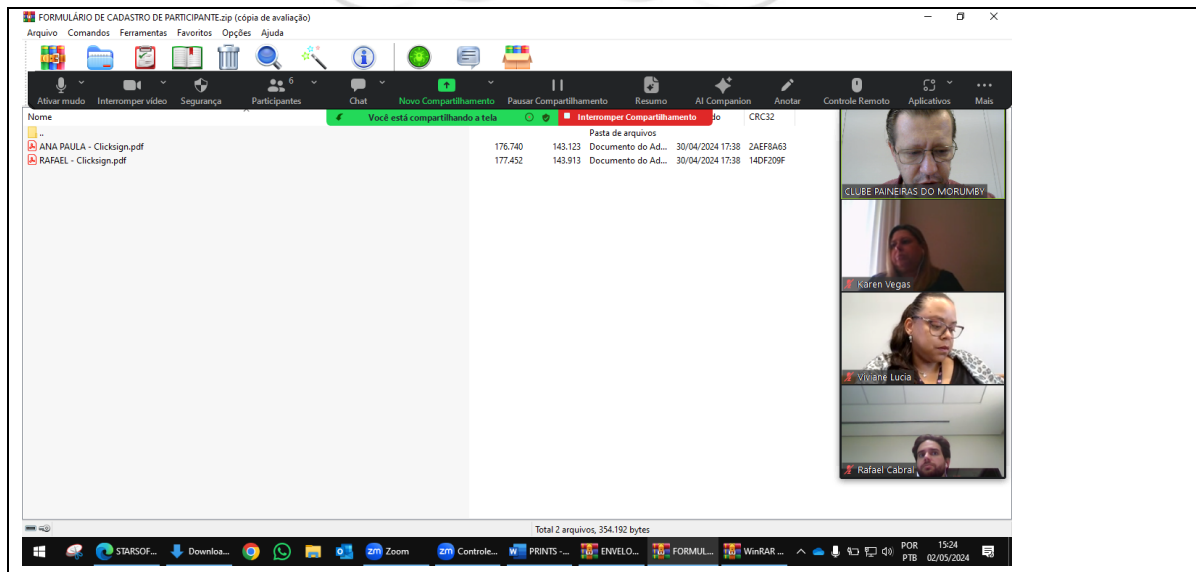 FORMULÁRIO DE CADASTRO DE PARTICIPANTE.zip (cópia de avaliação)
Arquivo Comandos Ferramentas Favoritos Opções Ajuda
6
Ativar mudo Interromper vídeo Segurança Participantes Chat Novo Compartilhamento Pausar Compartilhamento Resumo AI Companion Anotar Controle Remoto Aplicativos Mais
Nome Você está compartilhando a tela Interromper Compartilhamento do CRC32
.. Pasta de arquivos
ANA PAULA - Clicksign.pdf 176.740 143.123 Documento do Ad... 30/04/2024 17:38 2AEF8A63
RAFAEL - Clicksign.pdf 177.452 143.913 Documento do Ad... 30/04/2024 17:38 14DF209F
CLUBE PAINEIRAS DO MORUMBY
Karen Vegas
Viviane Lucia
Rafael Cabral
Total 2 arquivos, 354.192 bytes
STARSOF... Downloa... zm Zoom zm Controle... PRINTS -... ENVELO... FORMUL... WinRAR ... POR 15:24
PTB 02/05/2024